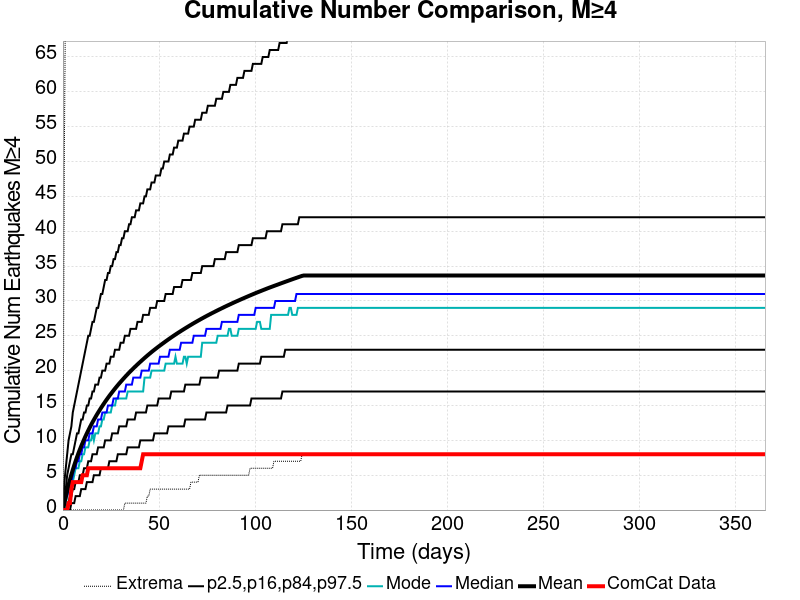 Cumulative Number Comparison, M≥4
Cumulative Num Earthquakes M≥4
65
60
55
50
45
40
35
30
25
20
15
10
5
0
0 50 100 150 200 250 300 350
Time (days)
Extrema p2.5,p16,p84,p97.5 Mode Median Mean ComCat Data